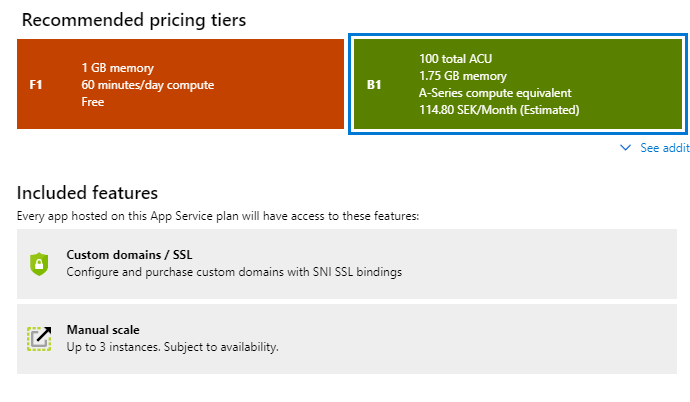 Recommended pricing tiers
F1
1 GB memory
60 minutes/day compute
Free
B1
100 total ACU
1.75 GB memory
A-Series compute equivalent
114.80 SEK/Month (Estimated)
See addit
Included features
Every app hosted on this App Service plan will have access to these features:
Custom domains / SSL
Configure and purchase custom domains with SNI SSL bindings
Manual scale
Up to 3 instances. Subject to availability.